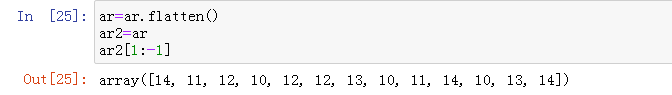 In [25]: ar=ar.flatten()
ar2=ar
ar2[1:-1]
Out[25]: array([14, 11, 12, 10, 12, 12, 13, 10, 11, 14, 10, 13, 14])